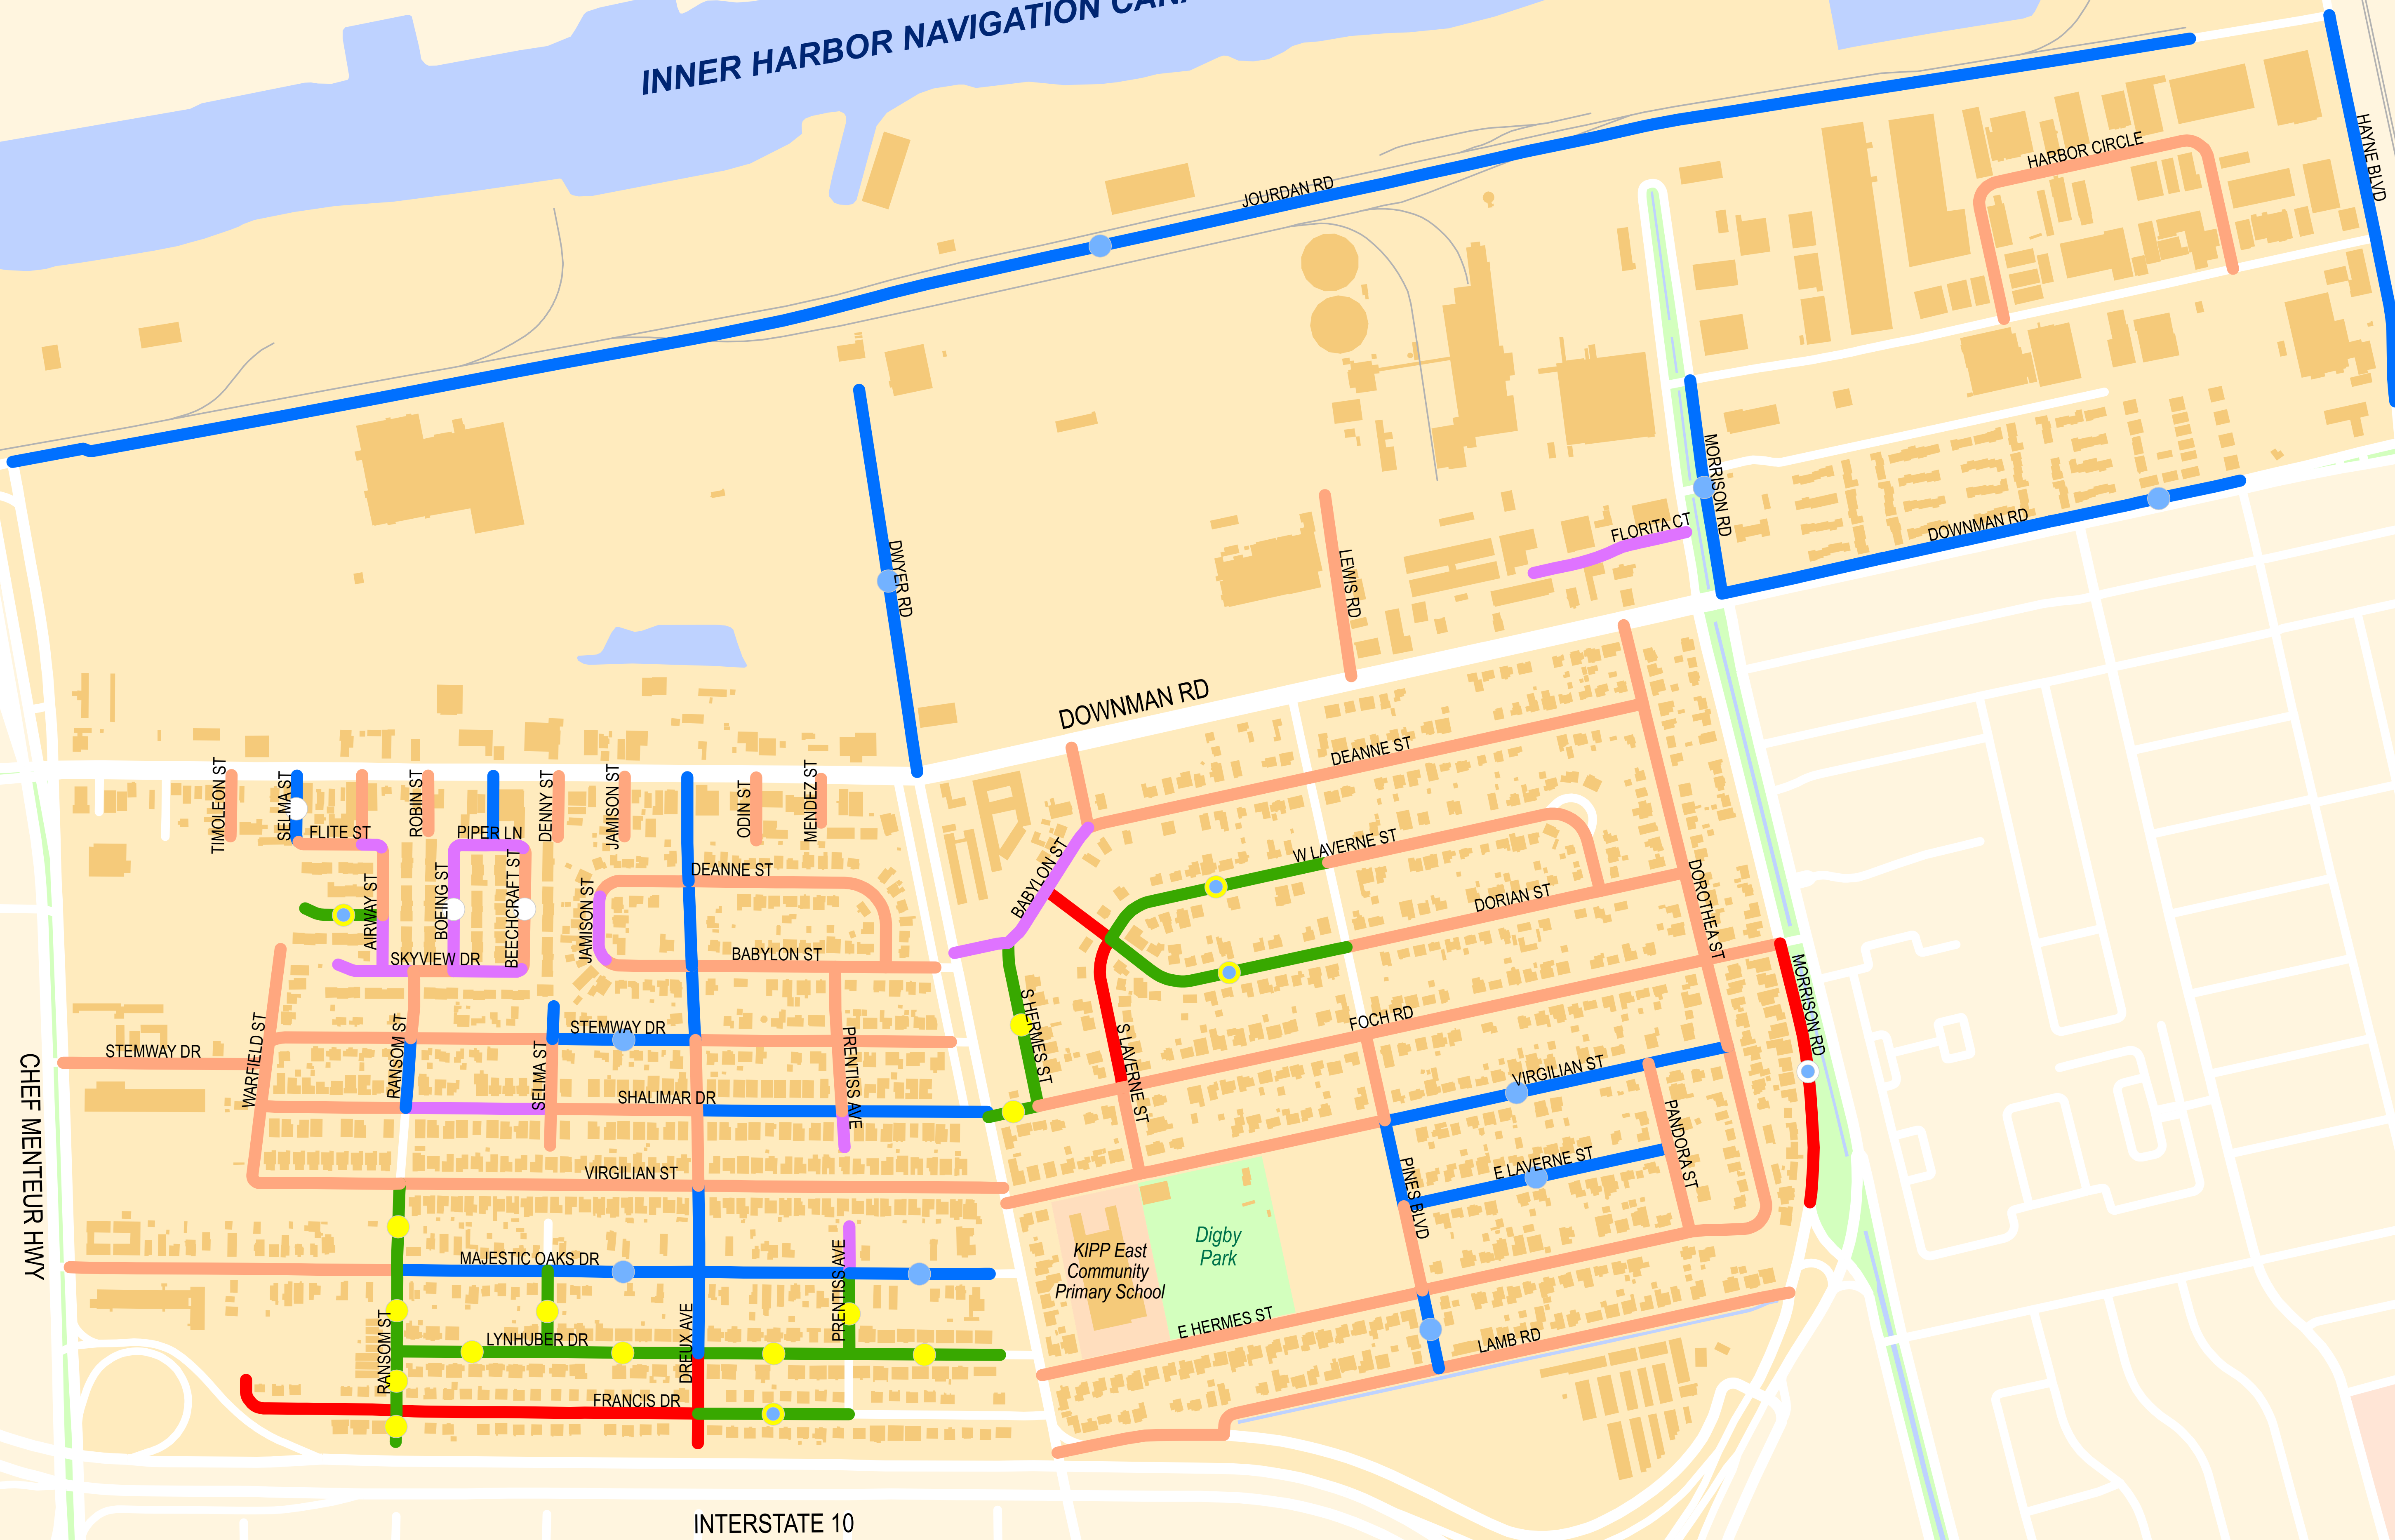 INNER HARBOR NAVIGATION CANA
HARBOR CIRCLE
HAYNE BLVD
JOURDAN RD
MORRISON RD
FLORITA CT
DOWNMAN RD
DWYER RD
LEWIS RD
DOWNMAN RD
TIMOLEON ST
SELMA ST
ROBIN ST
DENNY ST
JAMISON ST
ODIN ST
MENDEZ ST
DEANNE ST
FLITE ST
PIPER LN
W LAVERNE ST
DEANNE ST
BABYLON ST
AIRWAY ST
BOEING ST
BEECHCRAFT ST
JAMISON ST
DORIAN ST
DOROTHEA ST
SKYVIEW DR
BABYLON ST
MORRISON RD
STEMWAY DR
STEMWAY DR
WARFIELD ST
RANSOM ST
SELMA ST
PRENTISS AVE
S HERMES ST
S LAVERNE ST
FOCH RD
VIRGILIAN ST
SHALIMAR DR
PANDORA ST
E LAVERNE ST
PINES BLVD
VIRGILIAN ST
CHEF MENTEUR HWY
Digby
Park
KIPP East
Community
Primary School
MAJESTIC OAKS DR
PRENTISS AVE
DREUX AVE
RANSOM ST
LYNHUBER DR
E HERMES ST
LAMB RD
FRANCIS DR
INTERSTATE 10